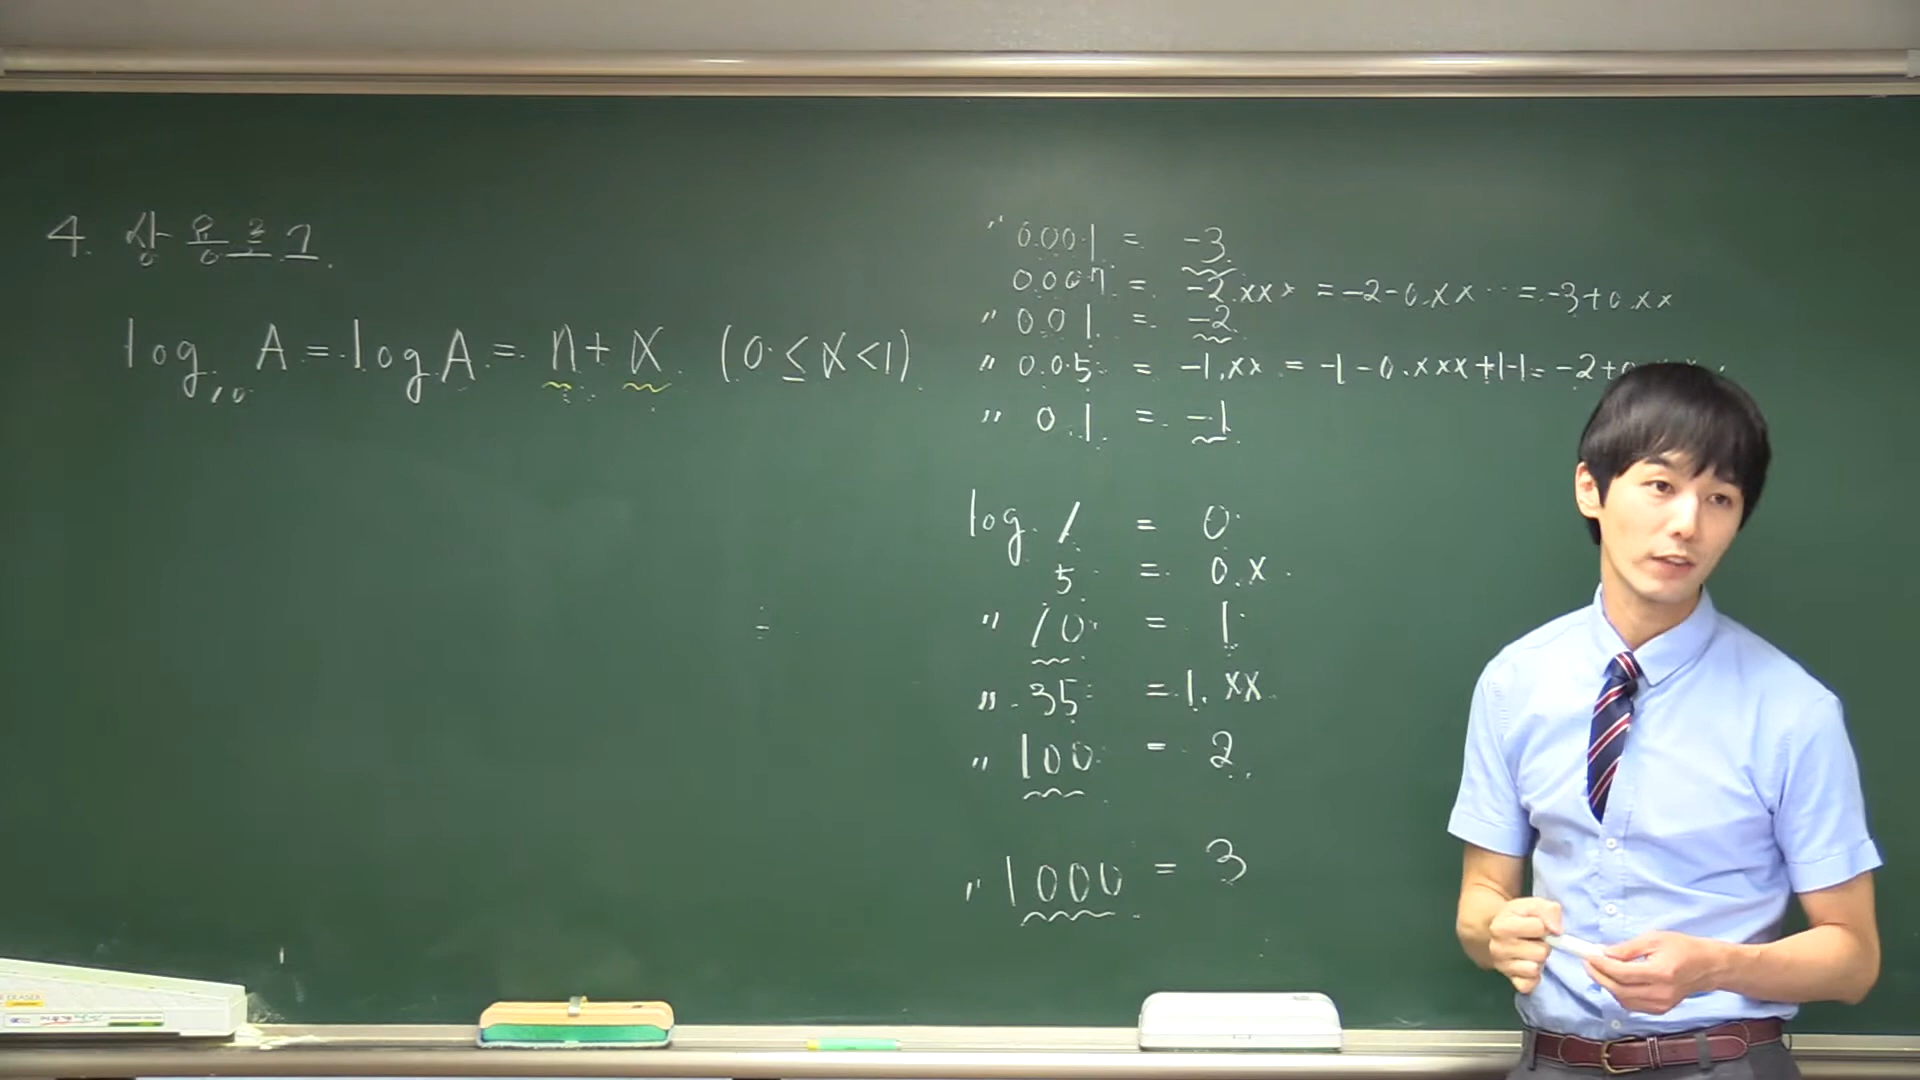 4. 상용로그
log₁₀ A = log A = n + α (0 ≤ α < 1)
〃 0.001 = -3
0.007 = -2.xxx = -2-0.xx... = -3+0.xx
〃 0.01 = -2
〃 0.05 = -1.xx = -1-0.xxx+1-1 = -2+0
〃 0.1 = -1
log 1 = 0
5 = 0.x
〃 10 = 1
〃 35 = 1.xx
〃 100 = 2
〃 1000 = 3